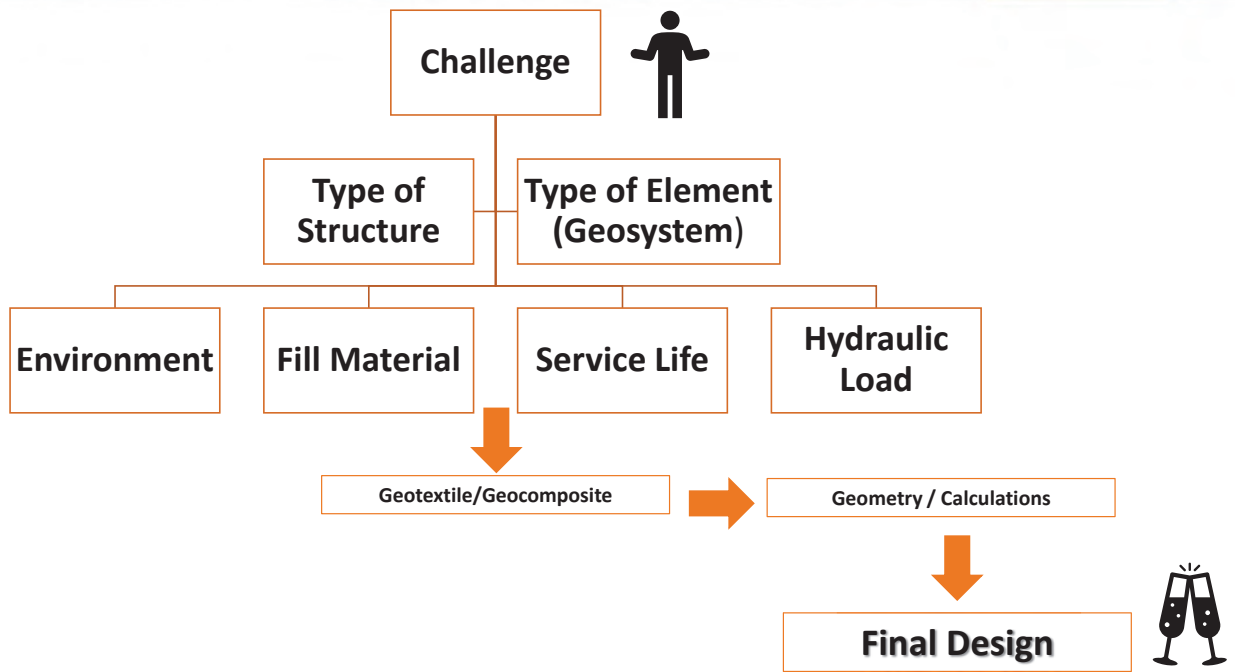 Challenge
Type of
Structure
Type of Element
(Geosystem)
Environment
Fill Material
Service Life
Hydraulic
Load
Geotextile/Geocomposite
Geometry / Calculations
Final Design